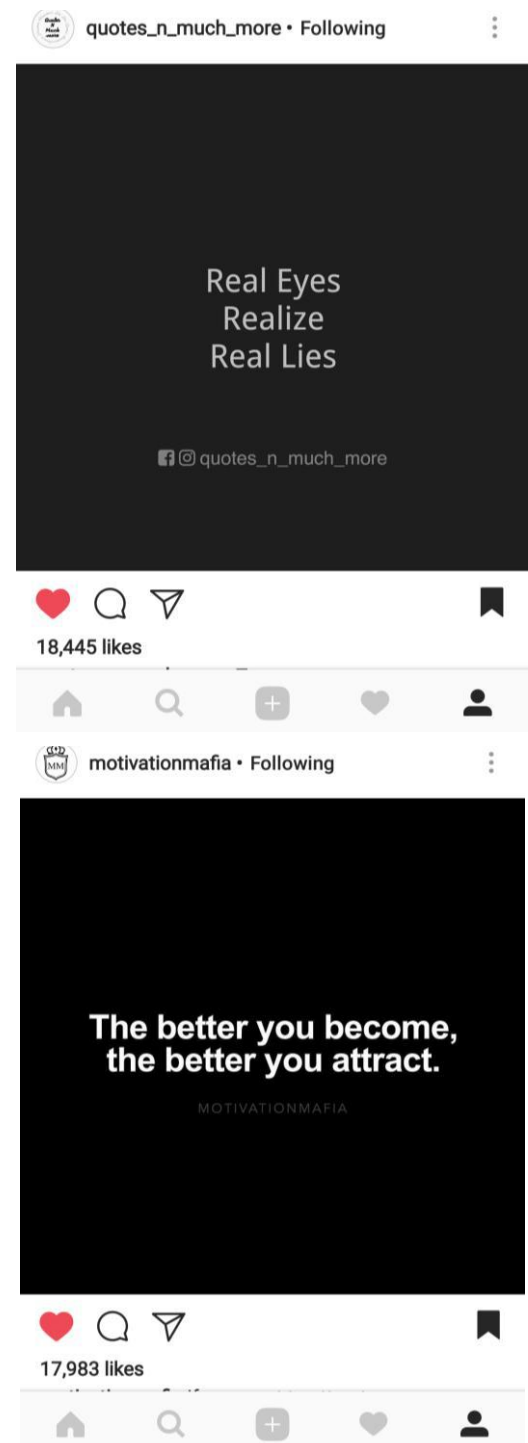 quotes_n_much_more • Following
Real Eyes
Realize
Real Lies
quotes_n_much_more
18,445 likes
MM
motivationmafia • Following
The better you become,
the better you attract.
MOTIVATIONMAFIA
17,983 likes